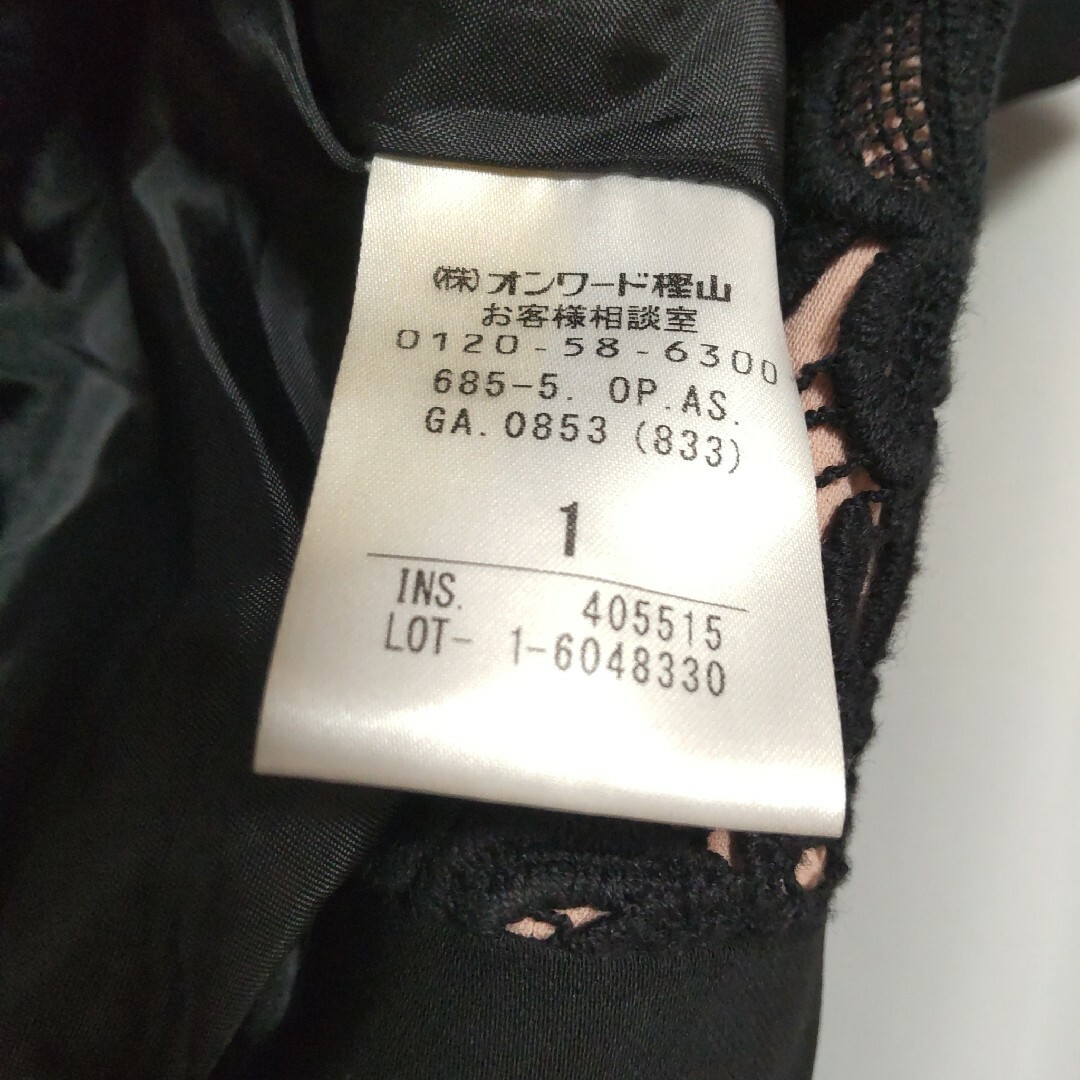 (株)オンワード樫山
お客様相談室
0120-58-6300
685-5. OP.AS.
GA.0853 (833)
1
INS. 405515
LOT- 1-6048330